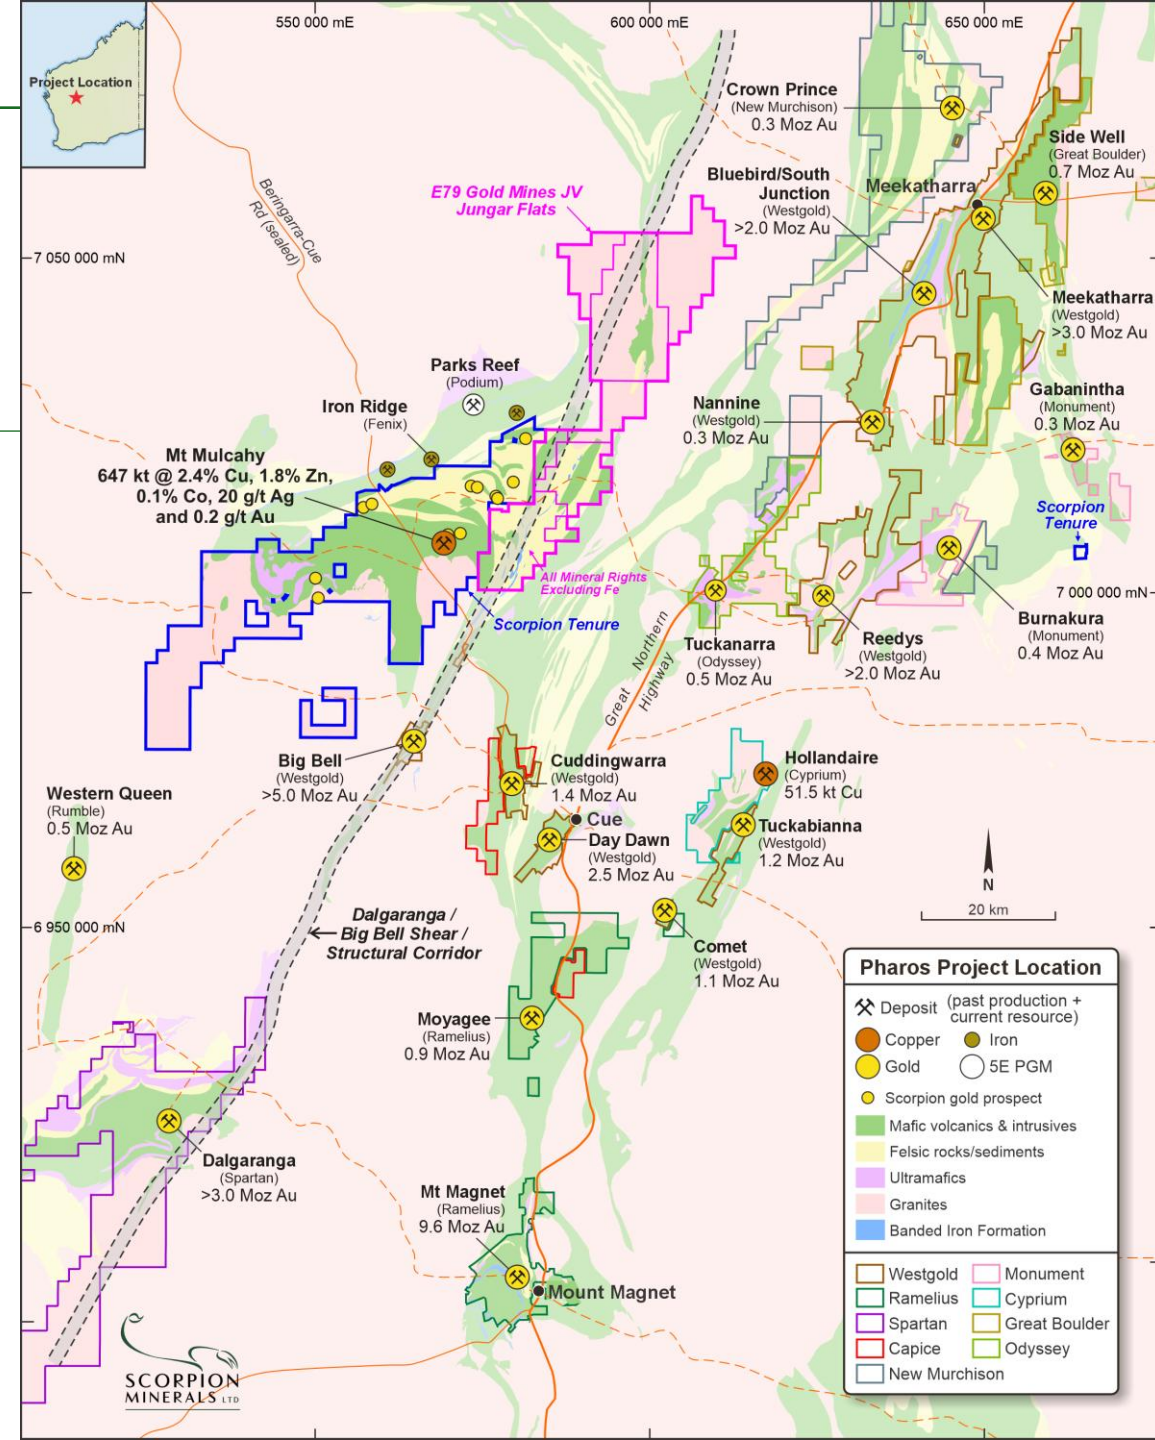 550 000 mE
600 000 mE
650 000 mE
Project Location
Crown Prince
(New Murchison)
0.3 Moz Au
Side Well
(Great Boulder)
0.7 Moz Au
Bluebird/South
Junction
(Westgold)
>2.0 Moz Au
Meekatharra
E79 Gold Mines JV
Jungar Flats
Beringarra-Cue
Rd (sealed)
7 050 000 mN
Meekatharra
(Westgold)
>3.0 Moz Au
Parks Reef
(Podium)
Iron Ridge
(Fenix)
Nannine
(Westgold)
0.3 Moz Au
Gabanintha
(Monument)
0.3 Moz Au
Mt Mulcahy
647 kt @ 2.4% Cu, 1.8% Zn,
0.1% Co, 20 g/t Ag
and 0.2 g/t Au
Scorpion
Tenure
All Mineral Rights
Excluding Fe
7 000 000 mN
Scorpion Tenure
Great Northern
Highway
Tuckanarra
(Odyssey)
0.5 Moz Au
Reedys
(Westgold)
>2.0 Moz Au
Burnakura
(Monument)
0.4 Moz Au
Big Bell
(Westgold)
>5.0 Moz Au
Cuddingwarra
(Westgold)
1.4 Moz Au
Hollandaire
(Cyprium)
51.5 kt Cu
Western Queen
(Rumble)
0.5 Moz Au
Cue
Day Dawn
(Westgold)
2.5 Moz Au
Tuckabianna
(Westgold)
1.2 Moz Au
N
20 km
6 950 000 mN
Dalgaranga /
Big Bell Shear /
Structural Corridor
Comet
(Westgold)
1.1 Moz Au
Moyagee
(Ramelius)
0.9 Moz Au
Dalgaranga
(Spartan)
>3.0 Moz Au
Mt Magnet
(Ramelius)
9.6 Moz Au
Mount Magnet
Pharos Project Location
Deposit (past production +
current resource)
Copper
Iron
Gold
5E PGM
Scorpion gold prospect
Mafic volcanics & intrusives
Felsic rocks/sediments
Ultramafics
Granites
Banded Iron Formation
Westgold
Monument
Ramelius
Cyprium
Spartan
Great Boulder
Capice
Odyssey
New Murchison
SCORPION
MINERALS LTD